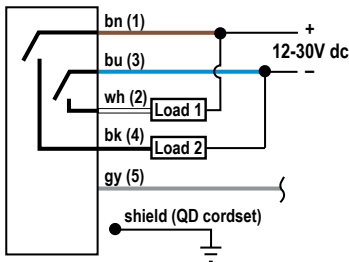 bn (1)
+
12-30V dc
bu (3)
–
wh (2)
Load 1
bk (4)
Load 2
gy (5)
shield (QD cordset)